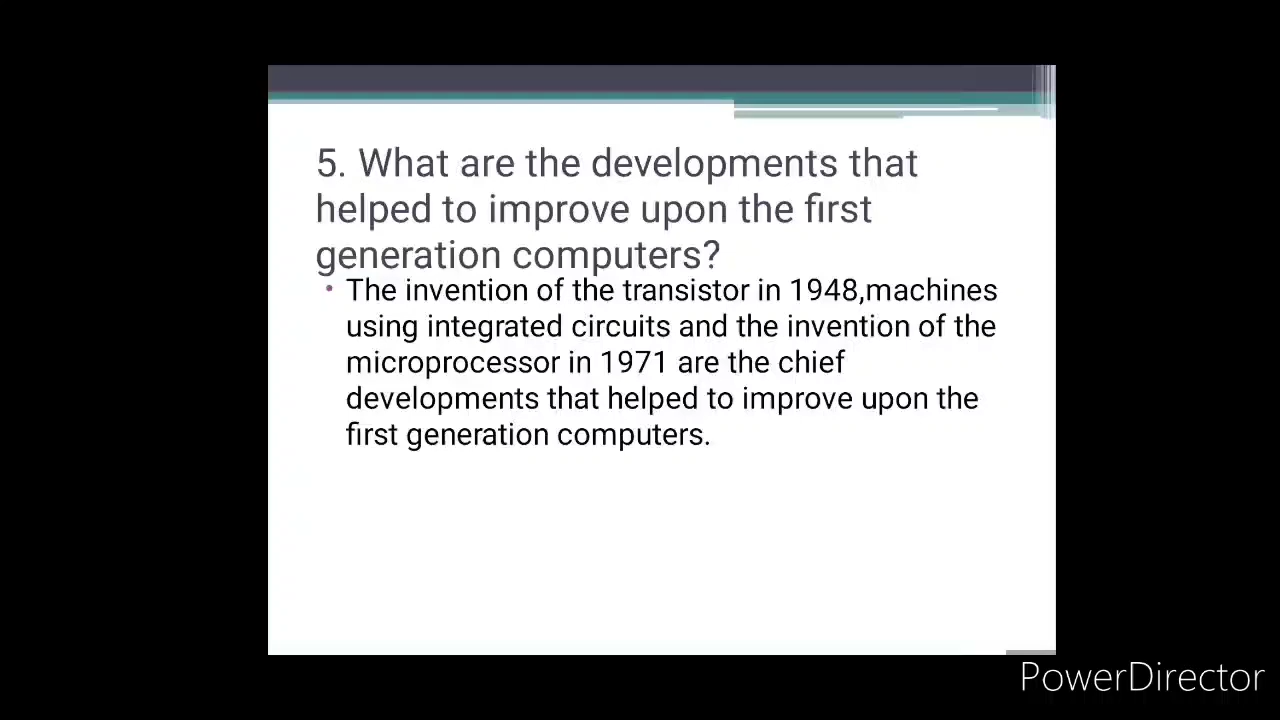 5. What are the developments that
helped to improve upon the first
generation computers?
• The invention of the transistor in 1948,machines
using integrated circuits and the invention of the
microprocessor in 1971 are the chief
developments that helped to improve upon the
first generation computers.
PowerDirector